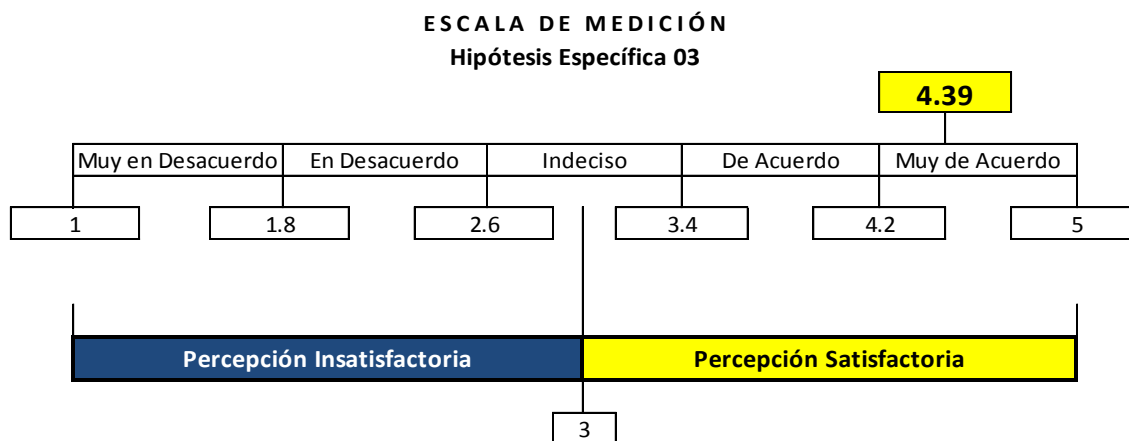 ESCALA DE MEDICIÓN
Hipótesis Específica 03
4.39
Muy en Desacuerdo En Desacuerdo Indeciso De Acuerdo Muy de Acuerdo
1 1.8 2.6 3.4 4.2 5
Percepción Insatisfactoria Percepción Satisfactoria
3